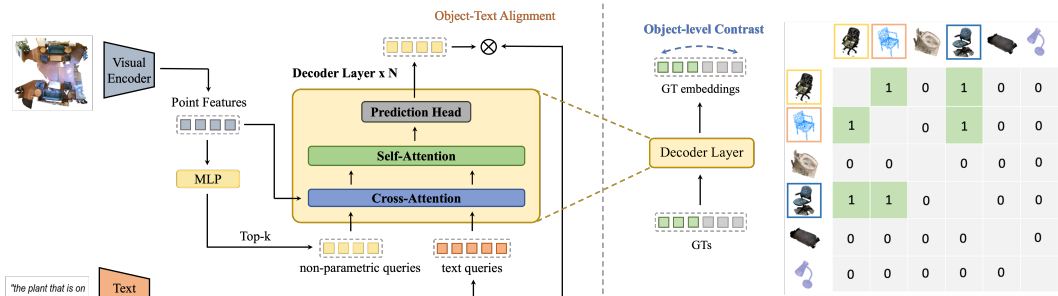 Object-Text Alignment
Visual
Encoder
Decoder Layer x N
Point Features
Prediction Head
Self-Attention
MLP
Cross-Attention
Top-k
non-parametric queries
text queries
"the plant that is on
Text
Object-level Contrast
GT embeddings
Decoder Layer
GTs
1 0 1 0 0
1 0 1 0 0
0 0 0 0 0
1 1 0 0 0
0 0 0 0 0
0 0 0 0 0